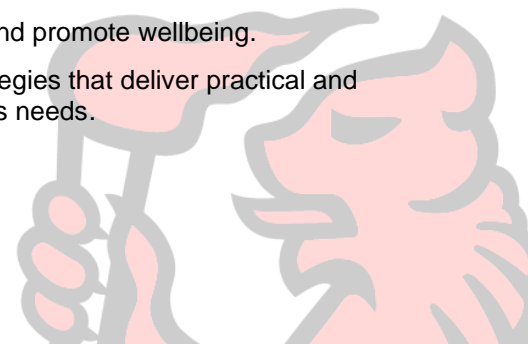 nd promote wellbeing.
egies that deliver practical and
s needs.